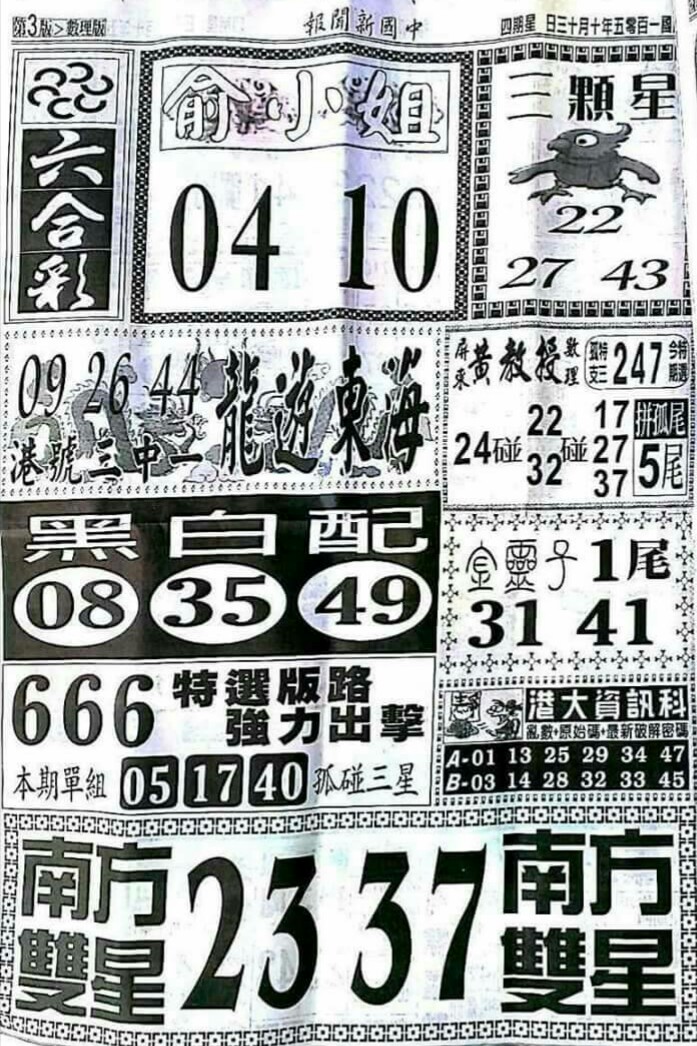 第3版＞數理版
報聞新國中
四期星 日三十月十年五零百一國
六合彩
俞小姐
04 10
三顆星
22
27 43
09 26 44 龍遊東海
港號三中一
屏東 黃教授 數理
孤支 特三 247 今特
24碰 22 32 碰 17 27 37
拼孤尾
5尾
黑白配
08 35 49
金靈子 1尾
31 41
666 特選版路
強力出擊
本期單組 05 17 40 孤碰三星
港大資訊科
亂數+原始碼+最新破解密碼
A-01 13 25 29 34 47
B-03 14 28 32 33 45
南方雙星 23 37 南方雙星